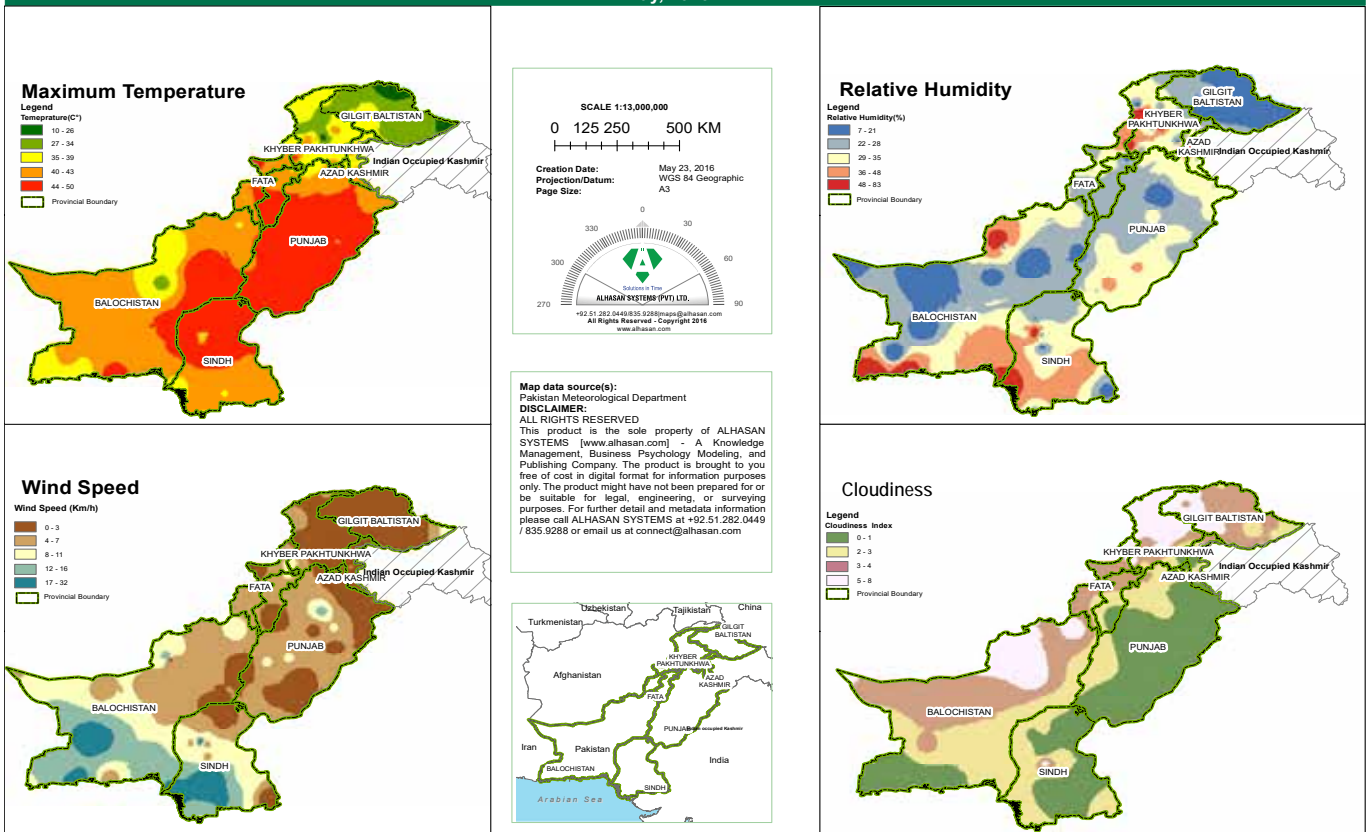 Maximum Temperature
Legend
Temeprature(C°)
10 - 26
27 - 34
35 - 39
40 - 43
44 - 50
Provincial Boundary
GILGIT BALTISTAN
KHYBER PAKHTUNKHWA
Indian Occupied Kashmir
AZAD KASHMIR
FATA
PUNJAB
BALOCHISTAN
SINDH
SCALE 1:13,000,000
0 125 250 500 KM
Creation Date: May 23, 2016
Projection/Datum: WGS 84 Geographic
Page Size: A3
0
330 30
300 60
270 90
Solutions in Time
ALHASAN SYSTEMS (PVT) LTD.
+92.51.282.0449/835.9288|maps@alhasan.com
All Rights Reserved - Copyright 2016
www.alhasan.com
Relative Humidity
Legend
Relative Humidity(%)
7 - 21
22 - 28
29 - 35
36 - 48
48 - 83
Provincial Boundary
GILGIT
BALTISTAN
KHYBER
PAKHTUNKHWA
AZAD
KASHMIR
Indian Occupied Kashmir
FATA
PUNJAB
BALOCHISTAN
SINDH
Map data source(s):
Pakistan Meteorological Department
DISCLAIMER:
ALL RIGHTS RESERVED
This product is the sole property of ALHASAN
SYSTEMS [www.alhasan.com] - A Knowledge
Management, Business Psychology Modeling, and
Publishing Company. The product is brought to you
free of cost in digital format for information purposes
only. The product might have not been prepared for or
be suitable for legal, engineering, or surveying
purposes. For further detail and metadata information
please call ALHASAN SYSTEMS at +92.51.282.0449
/ 835.9288 or email us at connect@alhasan.com
Wind Speed
Wind Speed (Km/h)
0 - 3
4 - 7
8 - 11
12 - 16
17 - 32
Provincial Boundary
GILGIT BALTISTAN
KHYBER PAKHTUNKHWA
Indian Occupied Kashmir
AZAD KASHMIR
FATA
PUNJAB
BALOCHISTAN
SINDH
Uzbekistan
Tajikistan
China
Turkmenistan
GILGIT
BALTISTAN
KHYBER
PAKHTUNKHWA
Afghanistan
AZAD
KASHMIR
FATA
PUNJAB
occupied Kashmir
Iran
Pakistan
India
BALOCHISTAN
SINDH
Arabian Sea
Cloudiness
Legend
Cloudiness Index
0 - 1
2 - 3
3 - 4
5 - 8
Provincial Boundary
GILGIT BALTISTAN
KHYBER PAKHTUNKHWA
Indian Occupied Kashmir
AZAD KASHMIR
FATA
PUNJAB
BALOCHISTAN
SINDH